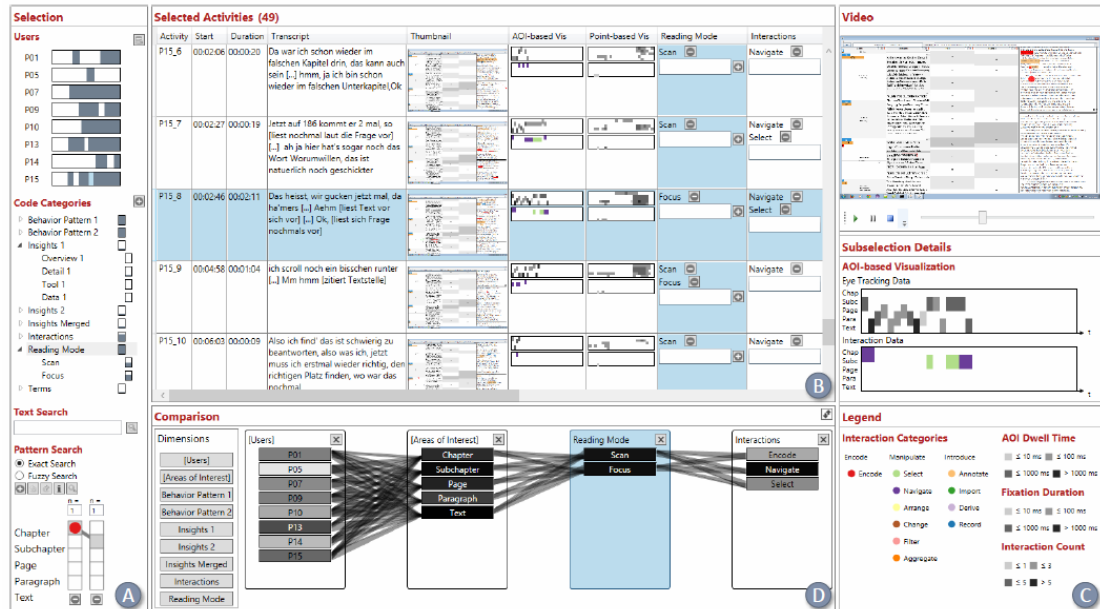 Selection
Users
P01
P05
P07
P09
P10
P13
P14
P15
Code Categories
Behavior Pattern 1
Behavior Pattern 2
Insights 1
Overview 1
Detail 1
Tool 1
Data 1
Insights 2
Insights Merged
Interactions
Reading Mode
Scan
Focus
Terms
Text Search
Pattern Search
Exact Search
Fuzzy Search
n = n =
1 1
Chapter
Subchapter
Page
Paragraph
Text
A
Selected Activities (49)
Activity Start Duration Transcript Thumbnail AOI-based Vis Point-based Vis Reading Mode Interactions
P15_6 00:02:06 00:00:20 Da war ich schon wieder im
falschen Kapitel drin, das kann auch
sein [...] hmm, ja ich bin schon
wieder im falschen Unterkapitel,Ok
Scan Navigate
P15_7 00:02:27 00:00:19 Jetzt auf 186 kommt er 2 mal, so
[liest nochmal laut die Frage vor]
[...] ah ja hier hat's sogar noch das
Wort Worumwillen, das ist
natuerlich noch geschickter
Scan Navigate
Select
P15_8 00:02:46 00:02:11 Das heisst, wir gucken jetzt mal, da
ha'mers [...] Aehm [liest Text vor
sich vor] [...] Ok, [liest sich Frage
nochmals vor]
Focus Navigate
Select
P15_9 00:04:58 00:01:04 ich scroll noch ein bisschen runter
[...] Mm hmm [zitiert Textstelle]
Scan Navigate
Focus
P15_10 00:06:03 00:00:09 Also ich find' das ist schwierig zu
beantworten, also was ich, jetzt
muss ich erstmal wieder richtig, den
richtigen Platz finden, wo war das
nochmal
Scan Navigate
B
Comparison
Dimensions
[Users]
[Areas of Interest]
Behavior Pattern 1
Behavior Pattern 2
Insights 1
Insights 2
Insights Merged
Interactions
Reading Mode
[Users]
P01
P05
P07
P09
P10
P13
P14
P15
[Areas of Interest]
Chapter
Subchapter
Page
Paragraph
Text
Reading Mode
Scan
Focus
Interactions
Encode
Navigate
Select
D
Video
Subselection Details
AOI-based Visualization
Eye Tracking Data
Chap
Subc
Page
Para
Text
t
Interaction Data
Chap
Subc
Page
Para
Text
t
Legend
Interaction Categories
Encode Manipulate Introduce
Encode Select Annotate
Navigate Import
Arrange Derive
Change Record
Filter
Aggregate
AOI Dwell Time
≤ 10 ms ≤ 100 ms
≤ 1000 ms > 1000 ms
Fixation Duration
≤ 10 ms ≤ 100 ms
≤ 1000 ms > 1000 ms
Interaction Count
≤ 1 ≤ 3
≤ 5 > 5
C